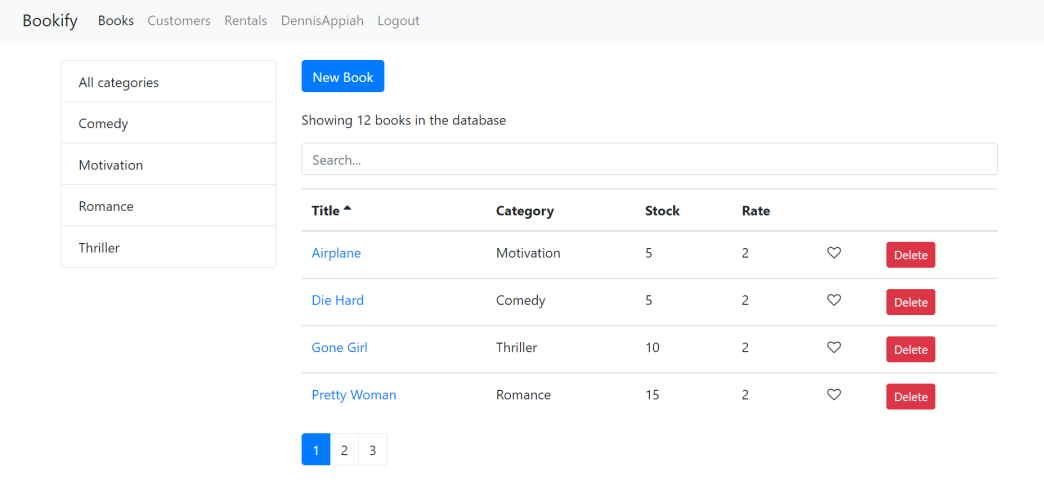 Bookify Books Customers Rentals DennisAppiah Logout
All categories
Comedy
Motivation
Romance
Thriller
New Book
Showing 12 books in the database
Search...
Title Category Stock Rate
Airplane Motivation 5 2 Delete
Die Hard Comedy 5 2 Delete
Gone Girl Thriller 10 2 Delete
Pretty Woman Romance 15 2 Delete
1 2 3